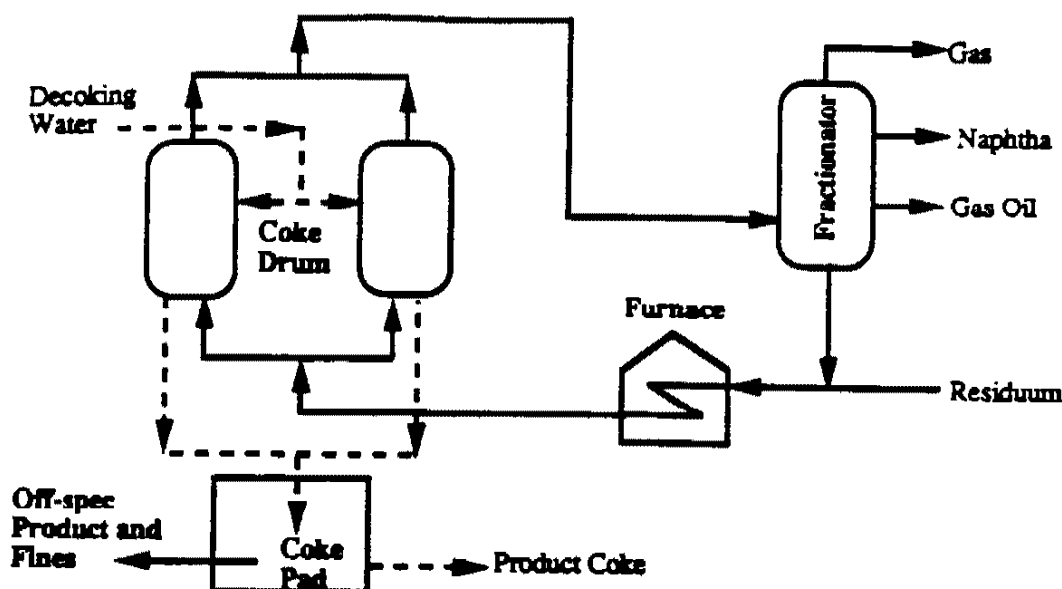 Gas
Decoking
Water
Fractionator
Naphtha
Gas Oil
Coke
Drum
Furnace
Residuum
Off-spec
Product and
Fines
Coke
Pad
Product Coke